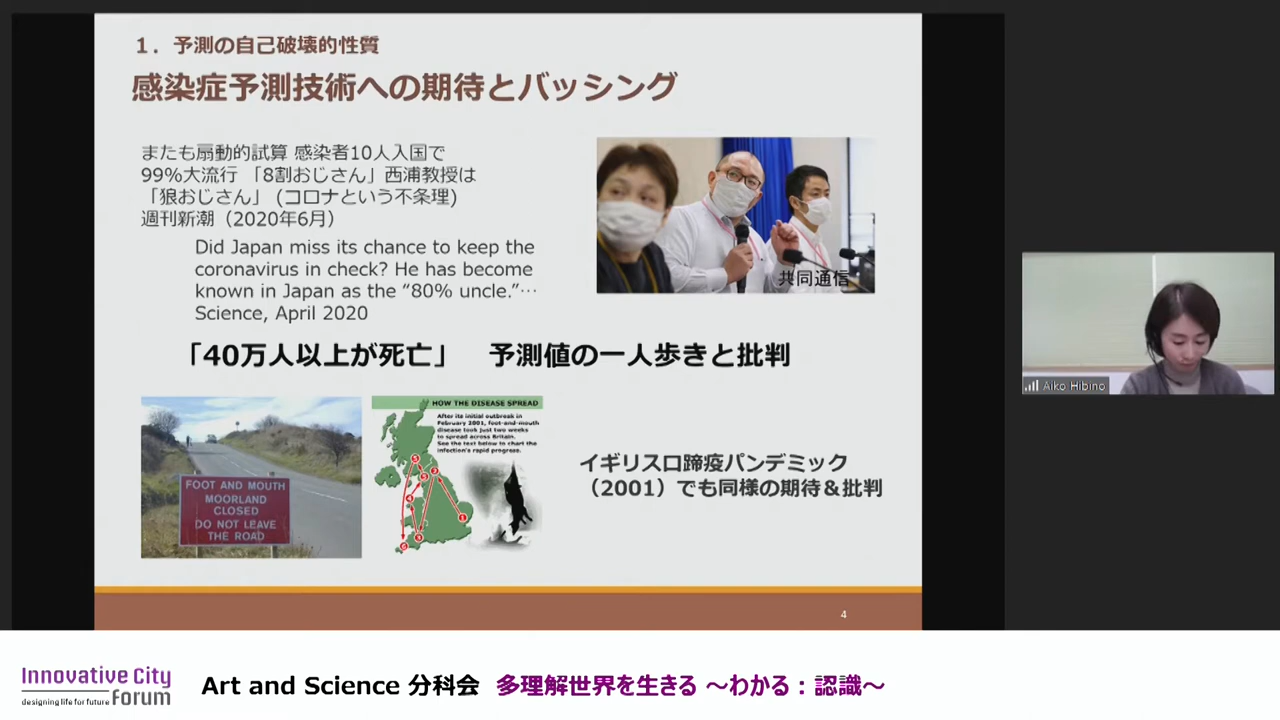 1．予測の自己破壊的性質
感染症予測技術への期待とバッシング
またも扇動的試算 感染者10人入国で
99%大流行 「8割おじさん」西浦教授は
「狼おじさん」 (コロナという不条理)
週刊新潮（2020年6月）
Did Japan miss its chance to keep the
coronavirus in check? He has become
known in Japan as the “80% uncle.”…
Science, April 2020
共同通信
「40万人以上が死亡」 予測値の一人歩きと批判
FOOT AND MOUTH
MOORLAND
CLOSED
DO NOT LEAVE
THE ROAD
HOW THE DISEASE SPREAD
After its initial outbreak in
February 2001, foot-and-mouth
disease took just two weeks
to spread across Britain.
See the text below to chart the
infection's rapid progress.
イギリス口蹄疫パンデミック
（2001）でも同様の期待＆批判
4
Aiko Hibino
Innovative City
designing life for future Forum
Art and Science 分科会 多理解世界を生きる ～わかる：認識～